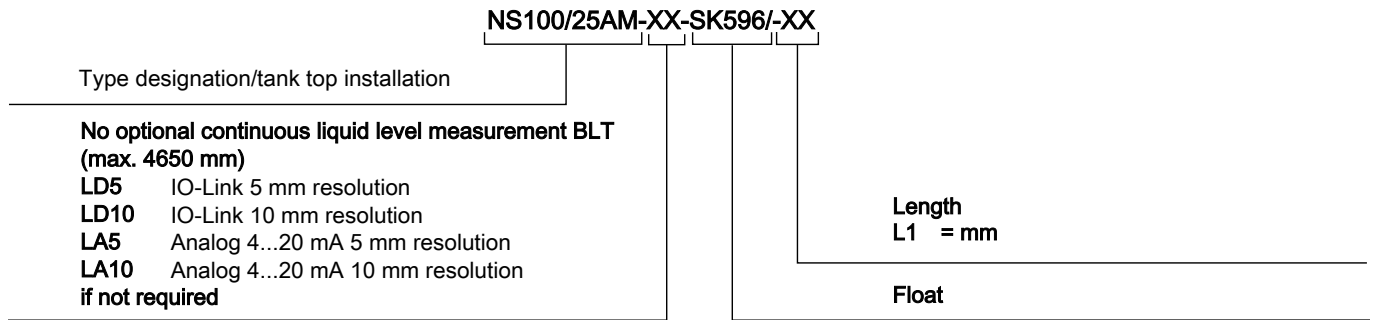 NS100/25AM-XX-SK596/-XX
Type designation/tank top installation
No optional continuous liquid level measurement BLT
(max. 4650 mm)
LD5 IO-Link 5 mm resolution
LD10 IO-Link 10 mm resolution
LA5 Analog 4...20 mA 5 mm resolution
LA10 Analog 4...20 mA 10 mm resolution
if not required
Length
L1 = mm
Float